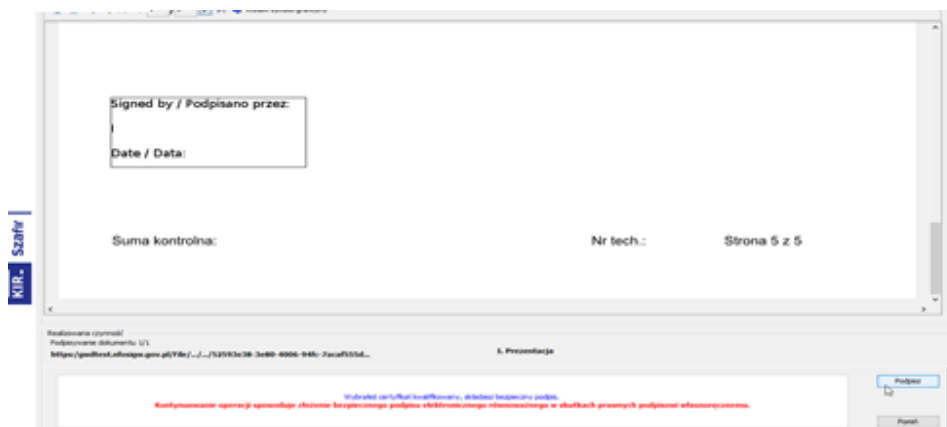 Signed by / Podpisano przez:
Date / Data:
Suma kontrolna: Nr tech.: Strona 5 z 5
KIR. Szafir
Realizowana czynność
Podpisywanie dokumentu 1/1
1. Prezentacja
Podpisz
Wybrałeś certyfikat kwalifikowany, składasz bezpieczny podpis.
Kontynuowanie operacji spowoduje złożenie bezpiecznego podpisu elektronicznego równoważnego w skutkach prawnych podpisowi własnoręcznemu.
Pomiń